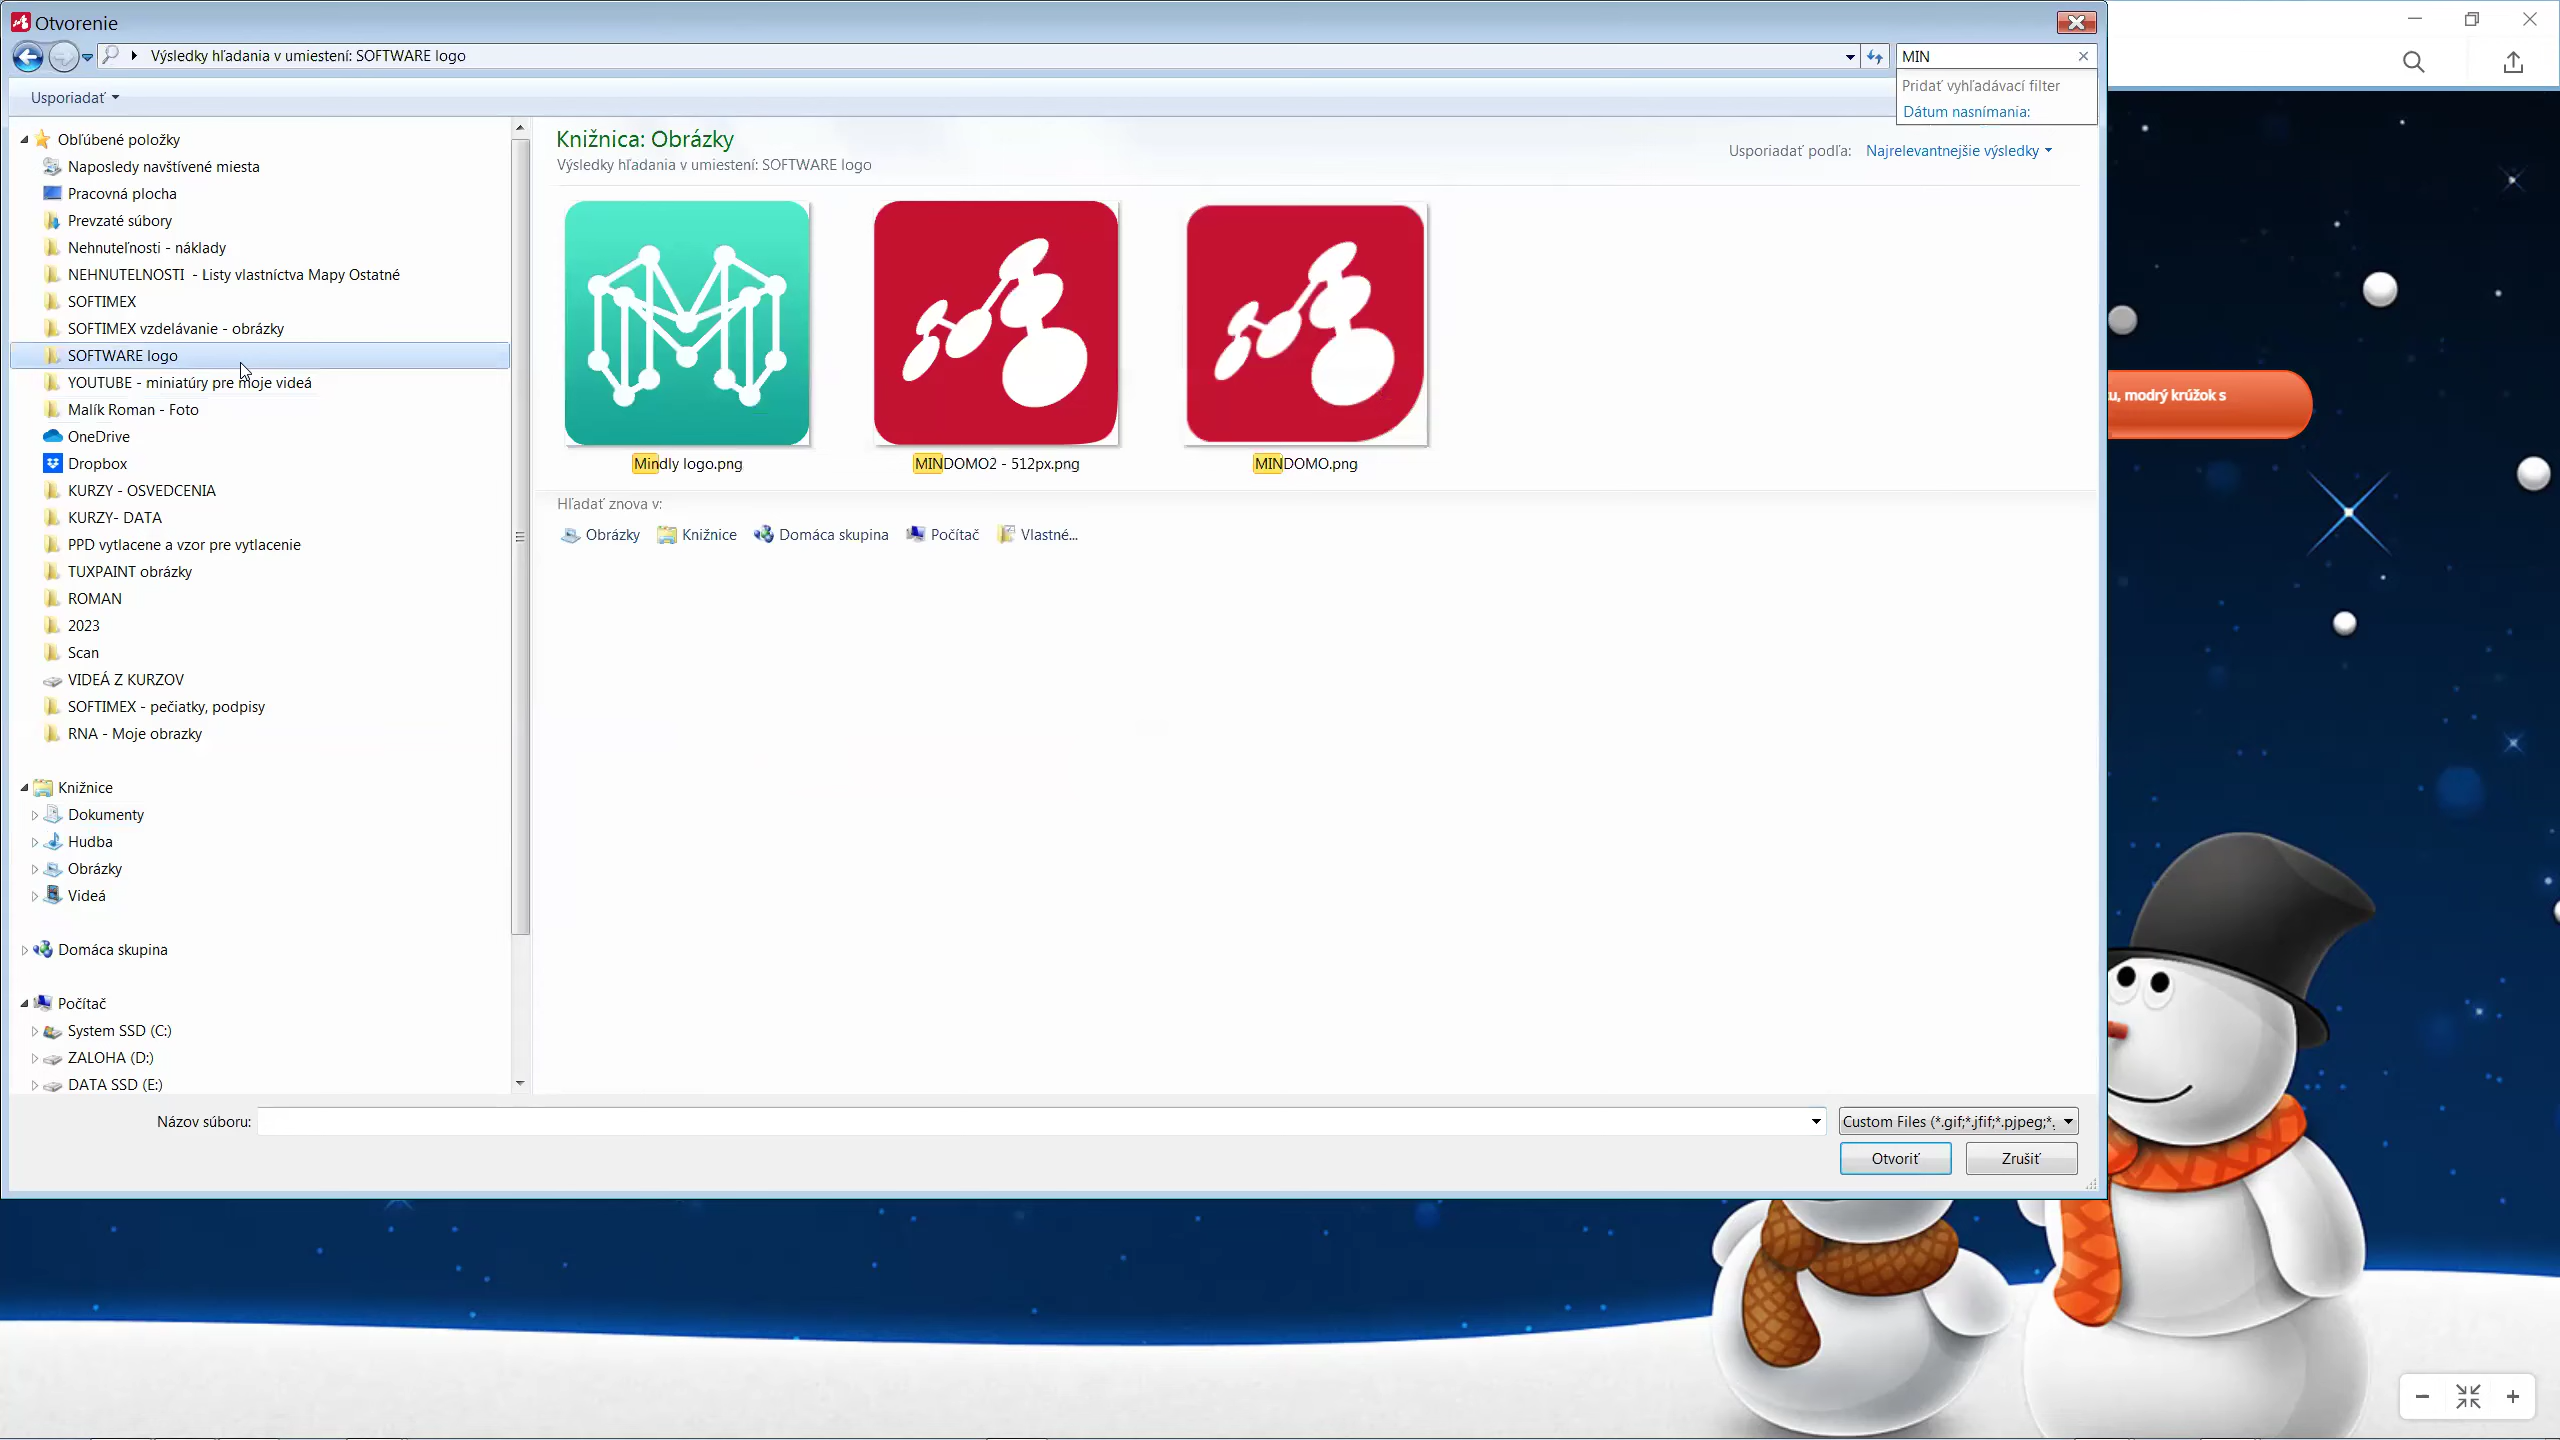 Otvorenie
Výsledky hľadania v umiestení: SOFTWARE logo
MIN
Pridať vyhľadávací filter
Dátum nasnímania:
Usporiadať
Obľúbené položky
Naposledy navštívené miesta
Pracovná plocha
Prevzaté súbory
Nehnuteľnosti - náklady
NEHNUTELNOSTI - Listy vlastníctva Mapy Ostatné
SOFTIMEX
SOFTIMEX vzdelávanie - obrázky
SOFTWARE logo
YOUTUBE - miniatúry pre moje videá
Malík Roman - Foto
OneDrive
Dropbox
KURZY - OSVEDCENIA
KURZY- DATA
PPD vytlacene a vzor pre vytlacenie
TUXPAINT obrázky
ROMAN
2023
Scan
VIDEÁ Z KURZOV
SOFTIMEX - pečiatky, podpisy
RNA - Moje obrazky
Knižnice
Dokumenty
Hudba
Obrázky
Videá
Domáca skupina
Počítač
System SSD (C:)
ZALOHA (D:)
DATA SSD (E:)
Knižnica: Obrázky
Výsledky hľadania v umiestení: SOFTWARE logo
Usporiadať podľa: Najrelevantnejšie výsledky
Mindly logo.png
MINDOMO2 - 512px.png
MINDOMO.png
Hľadať znova v:
Obrázky Knižnice Domáca skupina Počítač Vlastné...
, modrý krúžok s
Názov súboru:
Custom Files (*.gif;*.jfif;*.pjpeg;*.
Otvoriť
Zrušiť